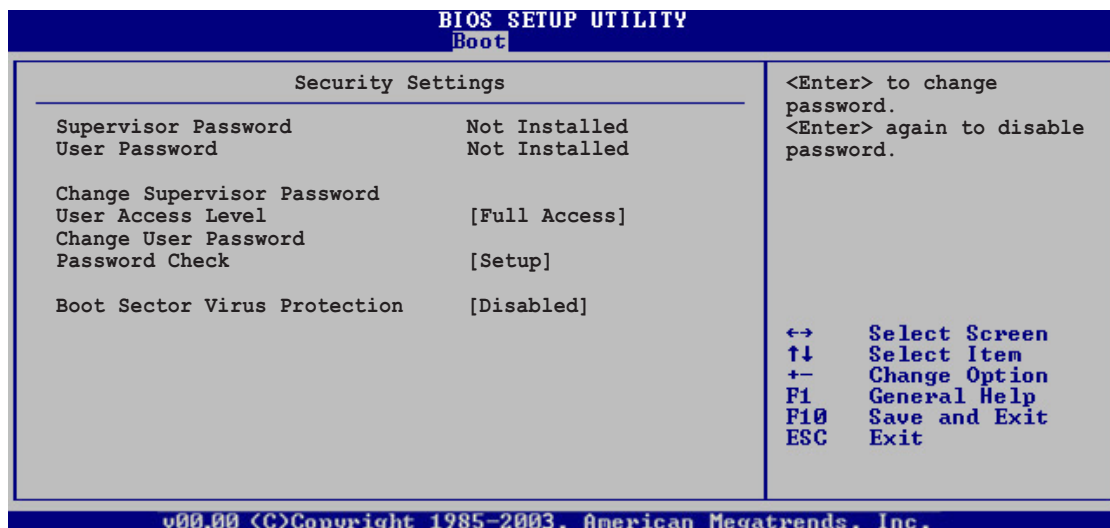 BIOS SETUP UTILITY
Boot
Security Settings
Supervisor Password Not Installed
User Password Not Installed
Change Supervisor Password
User Access Level [Full Access]
Change User Password
Password Check [Setup]
Boot Sector Virus Protection [Disabled]
<Enter> to change
password.
<Enter> again to disable
password.
←→ Select Screen
↑↓ Select Item
+− Change Option
F1 General Help
F10 Save and Exit
ESC Exit
v00.00 (C)Copyright 1985-2003, American Megatrends, Inc.